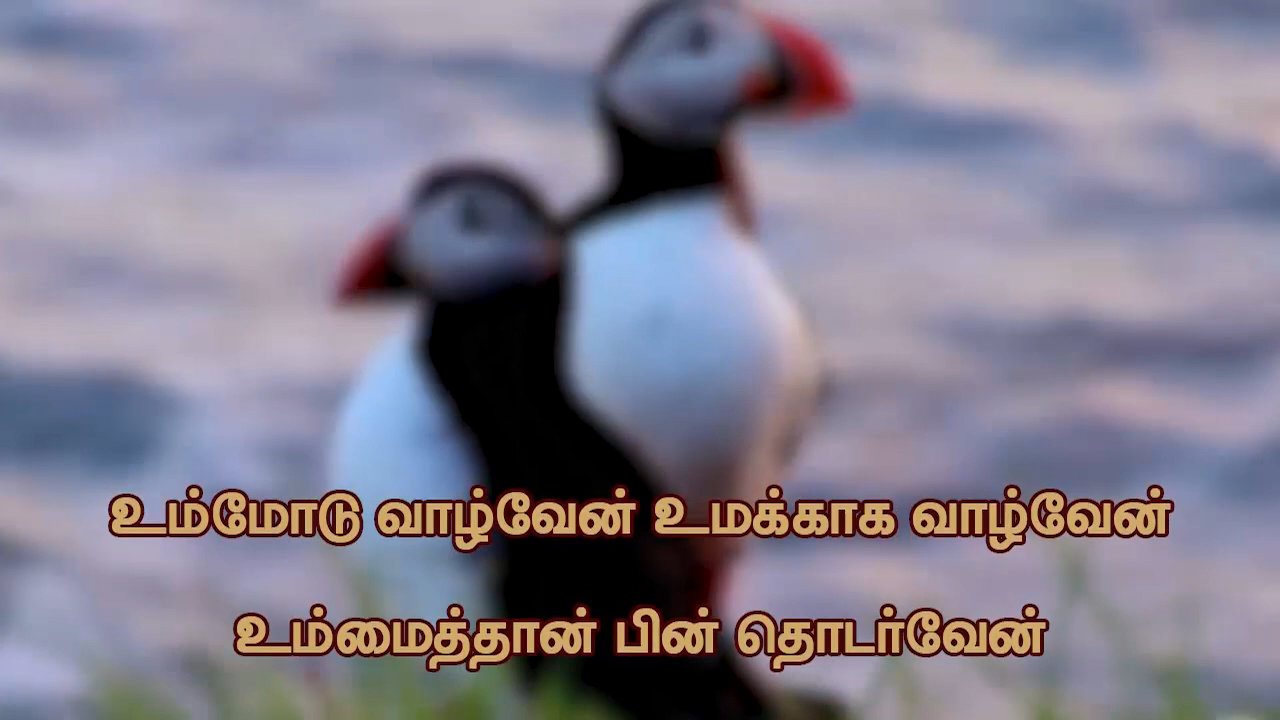 உம்மோடு வாழ்வேன் உமக்காக வாழ்வேன்
உம்மைத்தான் பின் தொடர்வேன்